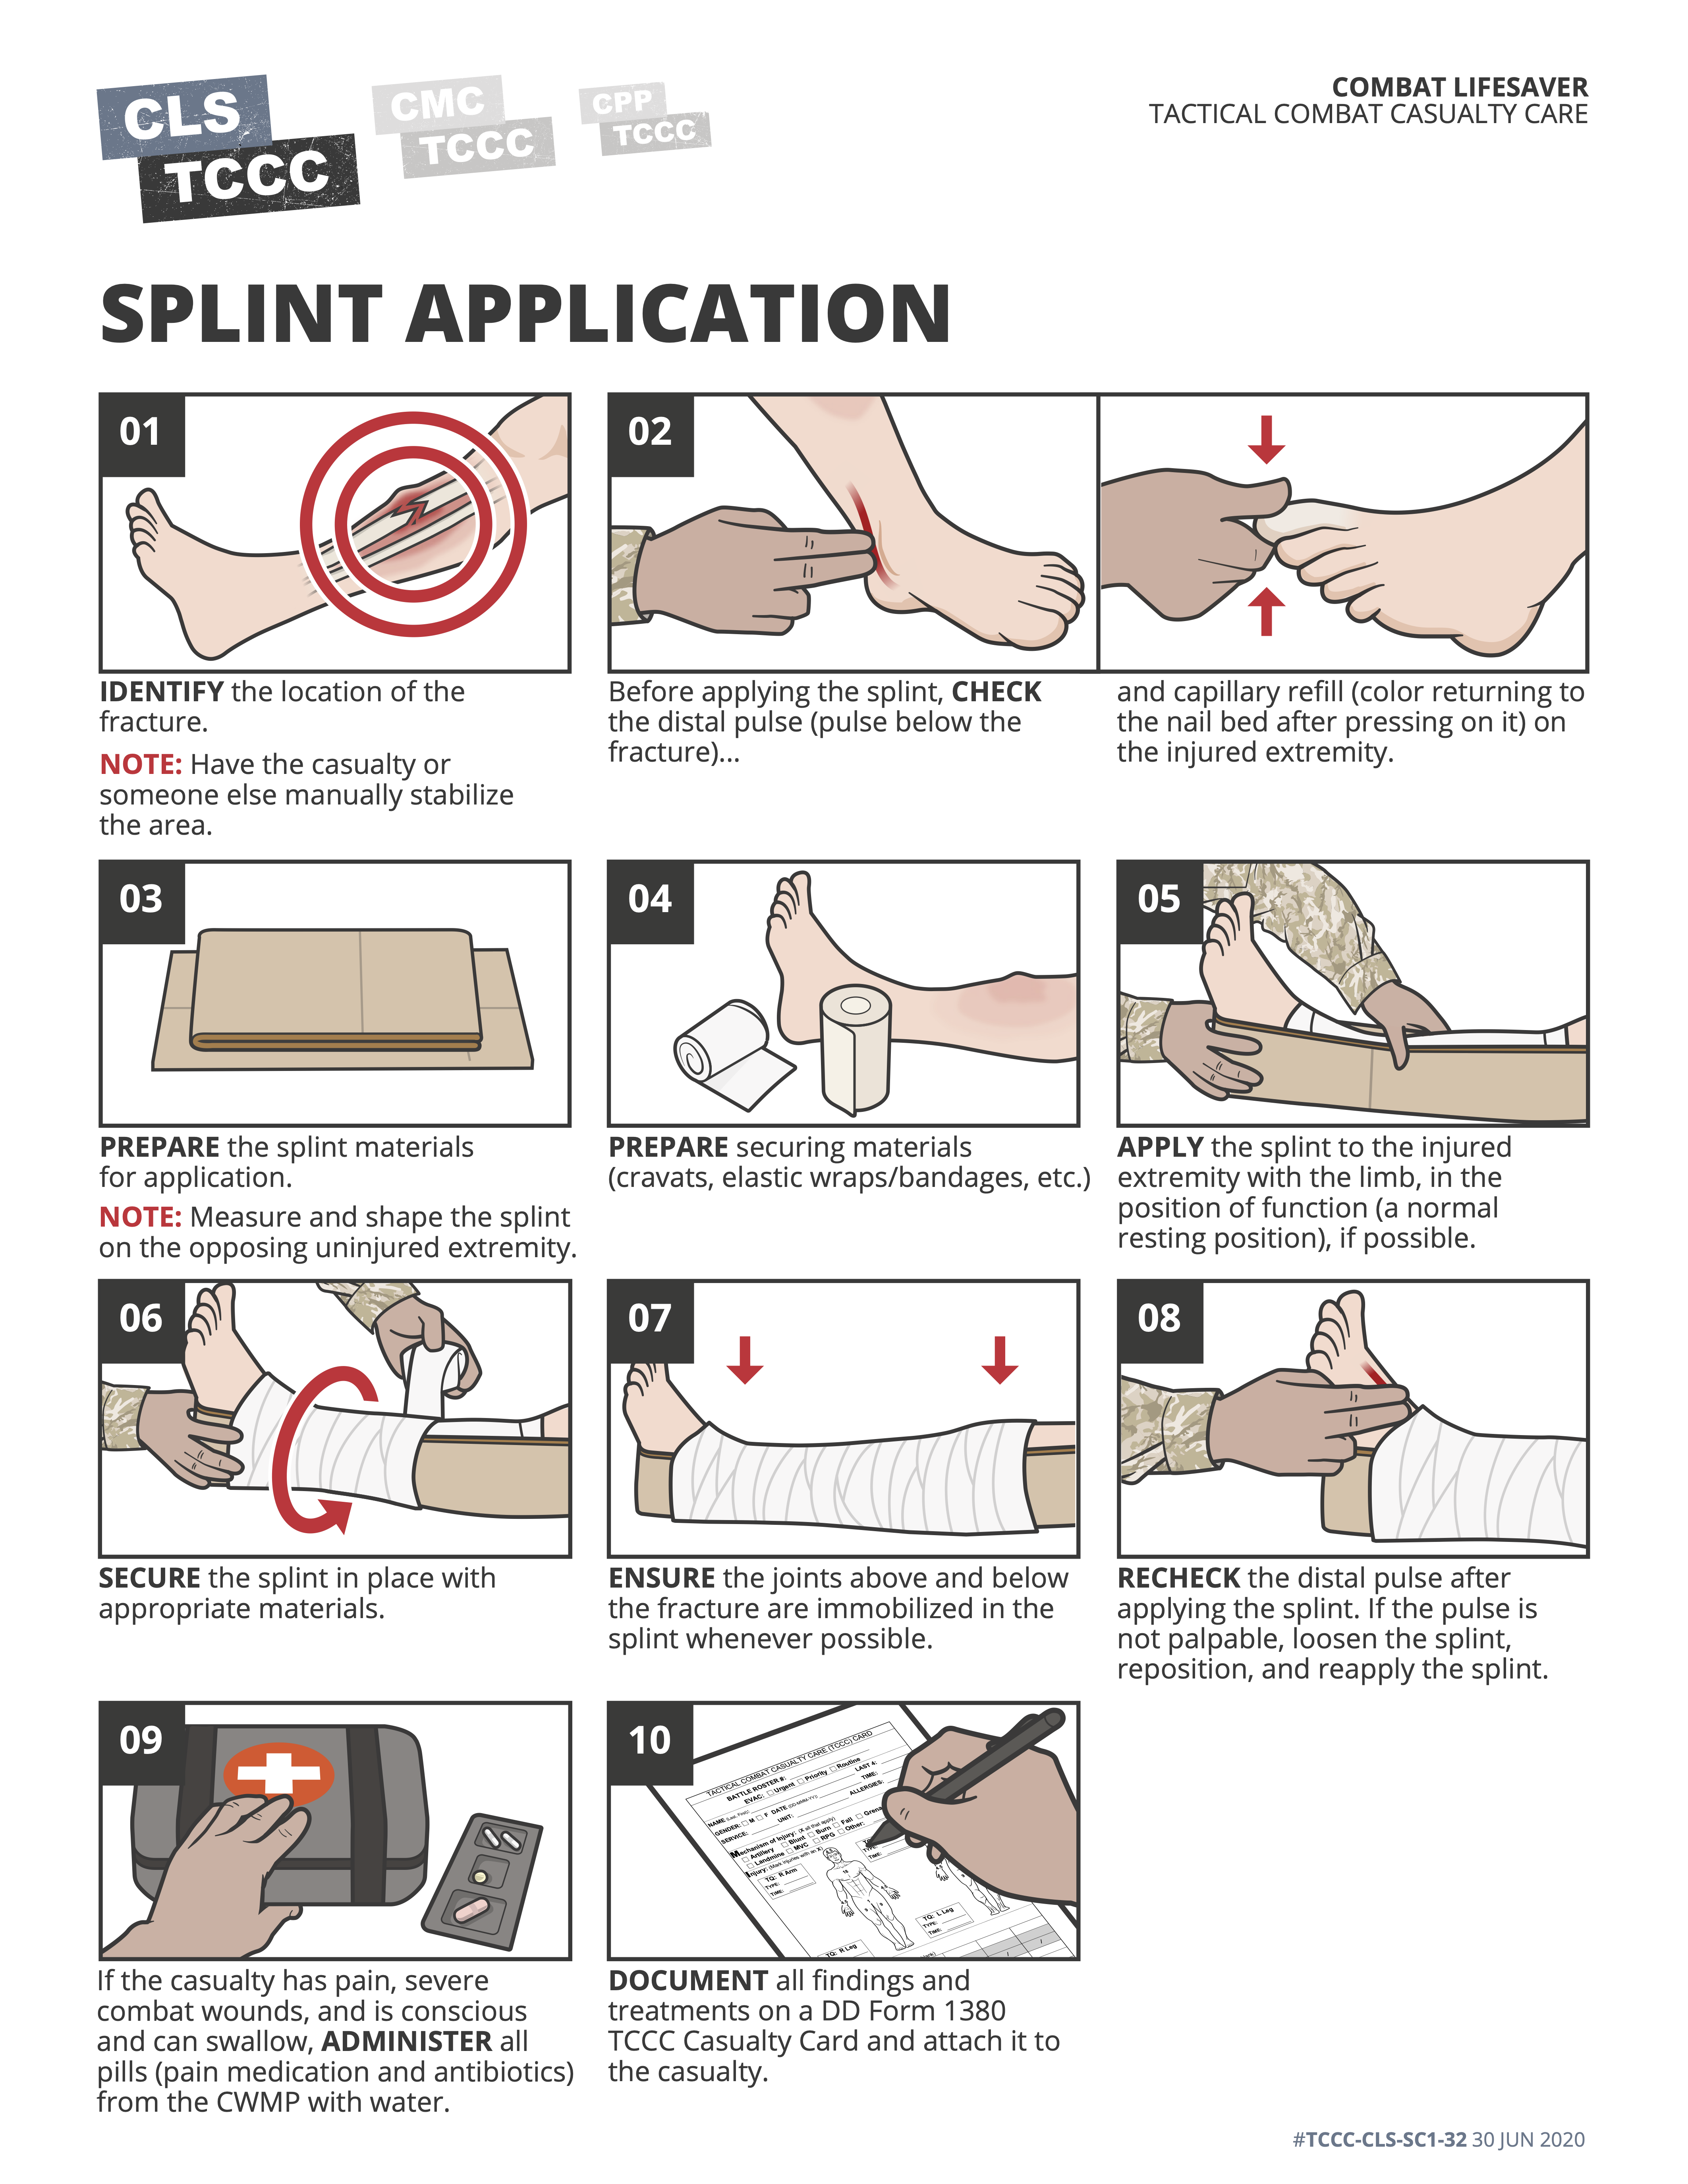 CLS
TCCC
CMC
TCCC
CPP
TCCC
COMBAT LIFESAVER
TACTICAL COMBAT CASUALTY CARE
SPLINT APPLICATION
01
IDENTIFY the location of the
fracture.
NOTE: Have the casualty or
someone else manually stabilize
the area.
02
Before applying the splint, CHECK
the distal pulse (pulse below the
fracture)...
and capillary refill (color returning to
the nail bed after pressing on it) on
the injured extremity.
03
PREPARE the splint materials
for application.
NOTE: Measure and shape the splint
on the opposing uninjured extremity.
04
PREPARE securing materials
(cravats, elastic wraps/bandages, etc.)
05
APPLY the splint to the injured
extremity with the limb, in the
position of function (a normal
resting position), if possible.
06
SECURE the splint in place with
appropriate materials.
07
ENSURE the joints above and below
the fracture are immobilized in the
splint whenever possible.
08
RECHECK the distal pulse after
applying the splint. If the pulse is
not palpable, loosen the splint,
reposition, and reapply the splint.
09
If the casualty has pain, severe
combat wounds, and is conscious
and can swallow, ADMINISTER all
pills (pain medication and antibiotics)
from the CWMP with water.
10
TACTICAL COMBAT CASUALTY CARE (TCCC) CARD
BATTLE ROSTER #:
EVAC: Urgent Priority Routine
NAME (Last, First): LAST 4:
GENDER: M F DATE (DD-MMM-YY): TIME:
SERVICE: UNIT: ALLERGIES:
Mechanism of Injury: (X all that apply)
Artillery Blunt Burn Fall
Landmine MVC RPG Other:
Injury: (Mark injuries with an X)
TQ: R Arm
TYPE:
TIME:
TIME:
TQ: L Leg
TYPE:
TIME:
TQ: R Leg
DOCUMENT all findings and
treatments on a DD Form 1380
TCCC Casualty Card and attach it to
the casualty.
#TCCC-CLS-SC1-32 30 JUN 2020